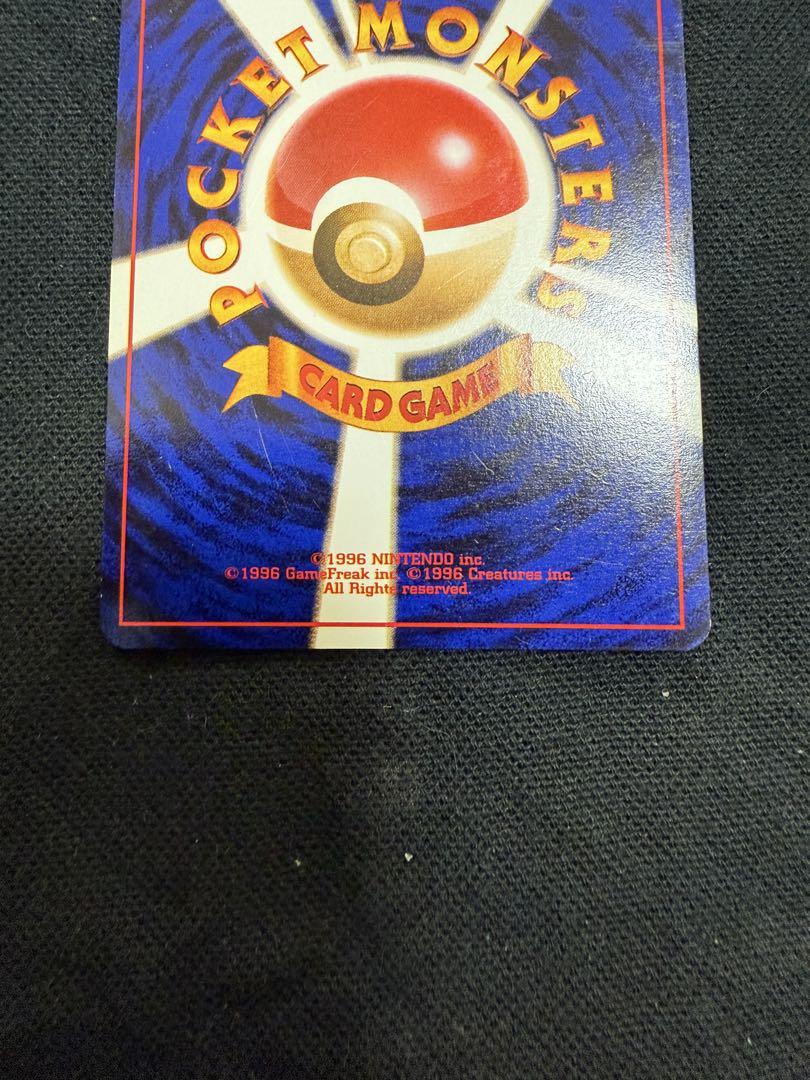 POCKET MONSTERS
CARD GAME
©1996 NINTENDO inc.
©1996 GameFreak inc. ©1996 Creatures inc.
All Rights reserved.